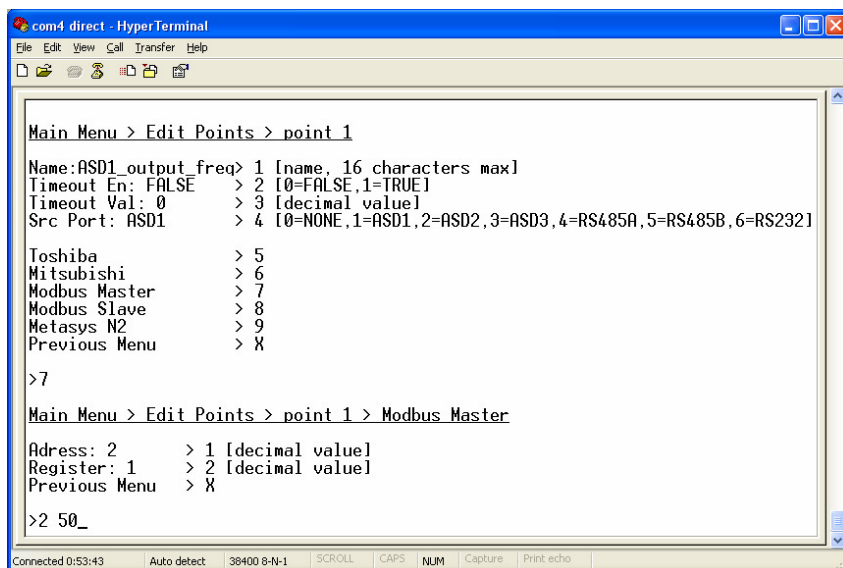 com4 direct - HyperTerminal
File Edit View Call Transfer Help
Main Menu > Edit Points > point 1
Name:ASD1_output_freq> 1 [name, 16 characters max]
Timeout En: FALSE > 2 [0=FALSE,1=TRUE]
Timeout Val: 0 > 3 [decimal value]
Src Port: ASD1 > 4 [0=NONE,1=ASD1,2=ASD2,3=ASD3,4=RS485A,5=RS485B,6=RS232]
Toshiba > 5
Mitsubishi > 6
Modbus Master > 7
Modbus Slave > 8
Metasys N2 > 9
Previous Menu > X
>7
Main Menu > Edit Points > point 1 > Modbus Master
Adress: 2 > 1 [decimal value]
Register: 1 > 2 [decimal value]
Previous Menu > X
>2 50_
Connected 0:53:43 Auto detect 38400 8-N-1 SCROLL CAPS NUM Capture Print echo